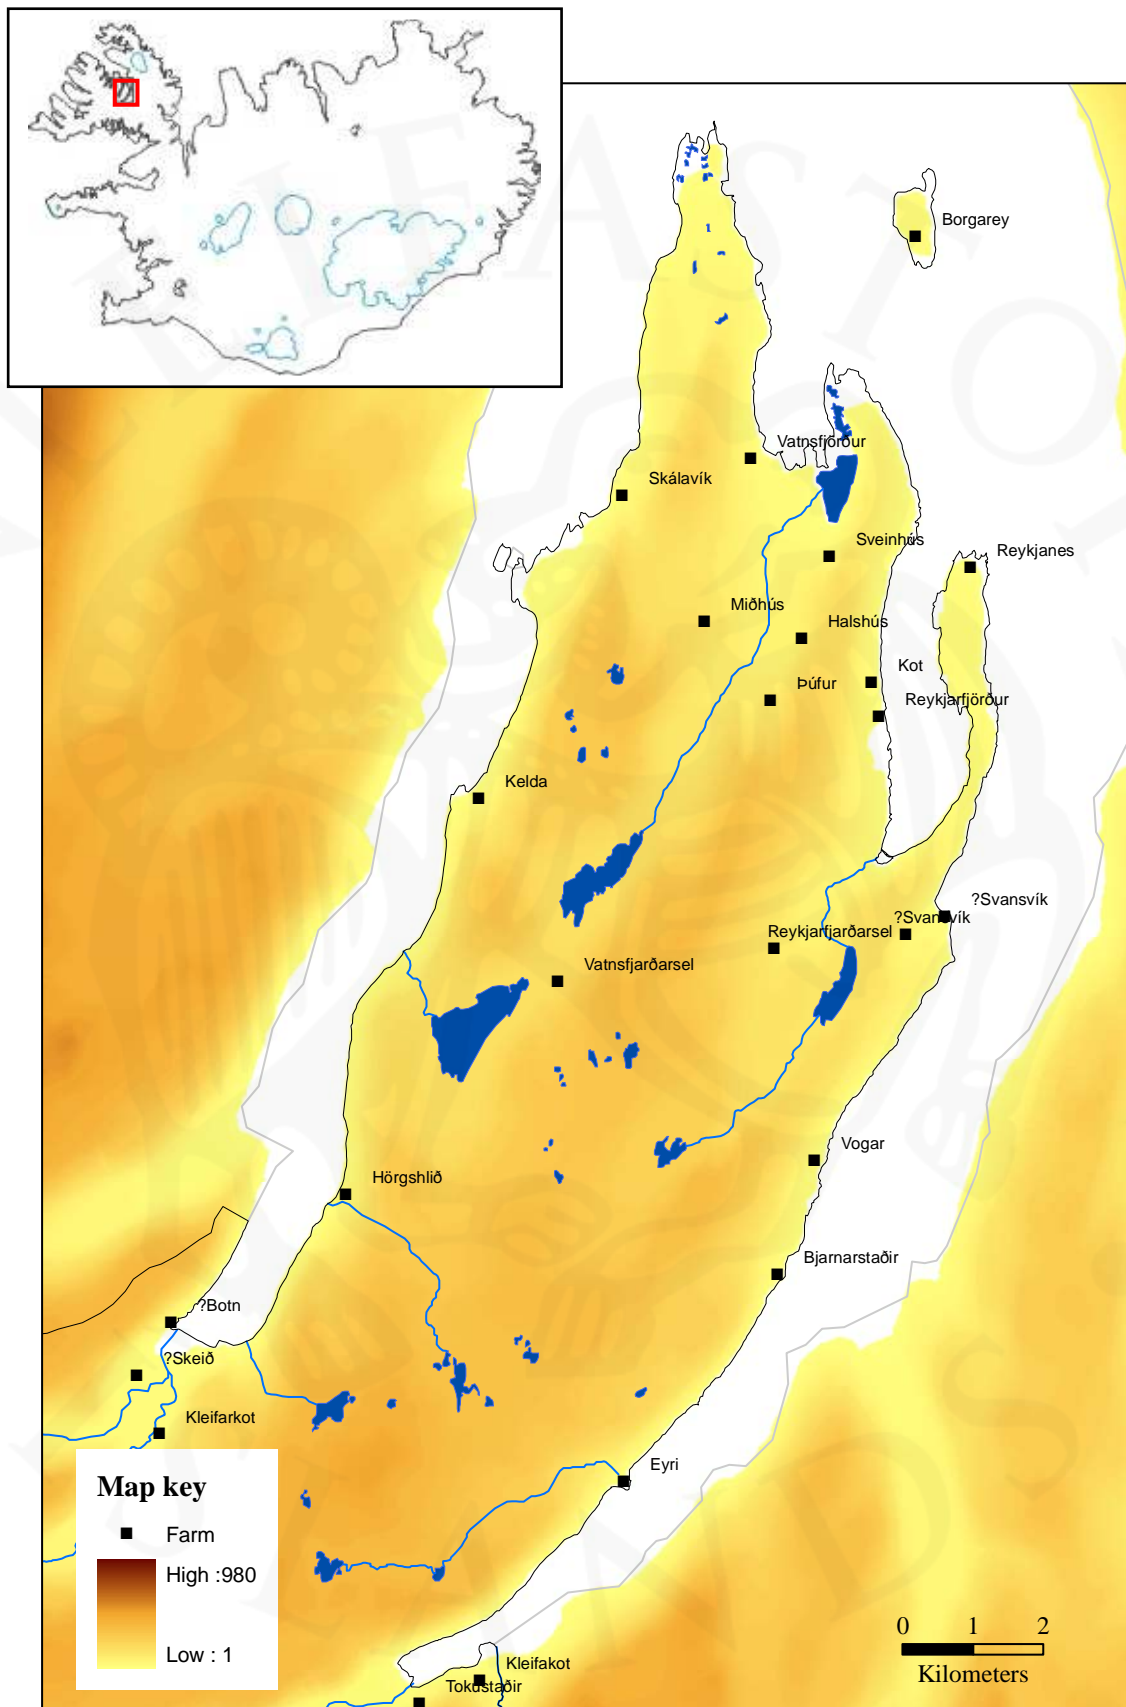 Borgarey
Vatnsfjörður
Skálavík
Sveinhús
Reykjanes
Miðhús
Halshús
Kot
Þúfur
Reykjarfjörður
Kelda
?Svansvík
?Svansvík
Reykjarfjarðarsel
Vatnsfjarðarsel
Vogar
Hörgshlið
Bjarnarstaðir
?Botn
?Skeið
Kleifarkot
Eyri
Map key
Farm
High :980
Low : 1
0 1 2
Kilometers
Kleifakot
Tokustaðir